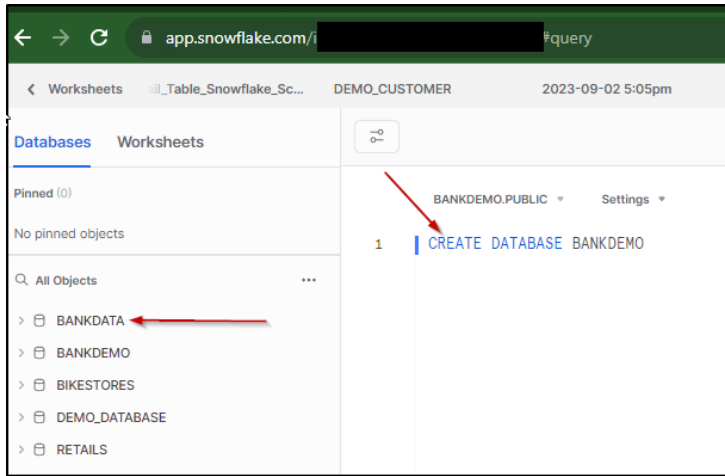 app.snowflake.com/i #query
Worksheets il_Table_Snowflake_Sc... DEMO_CUSTOMER 2023-09-02 5:05pm
Databases Worksheets
Pinned (0)
No pinned objects
All Objects ...
BANKDATA
BANKDEMO
BIKESTORES
DEMO_DATABASE
RETAILS
BANKDEMO.PUBLIC Settings
1 CREATE DATABASE BANKDEMO